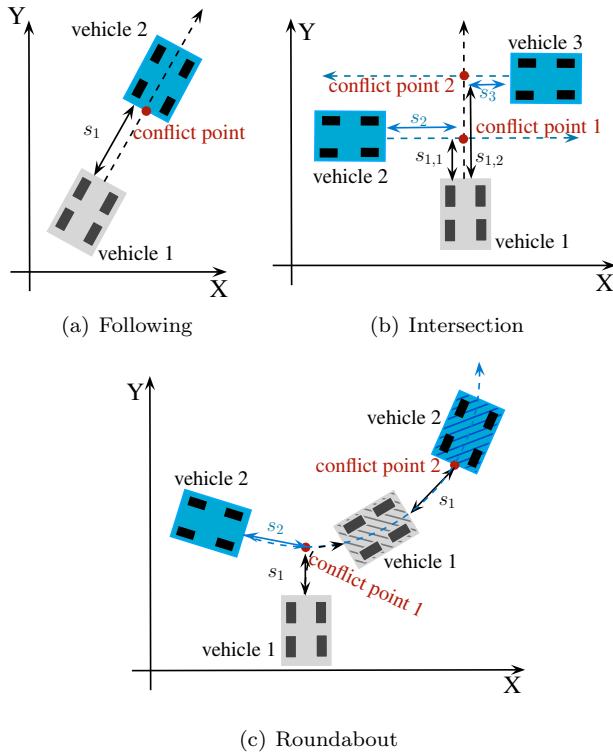 Y
vehicle 2
s1
conflict point
vehicle 1
X
(a) Following
Y
vehicle 3
conflict point 2
s3
s2
conflict point 1
s1,1
s1,2
vehicle 2
vehicle 1
X
(b) Intersection
Y
vehicle 2
conflict point 2
vehicle 2
s2
s1
vehicle 1
s1
conflict point 1
vehicle 1
X
(c) Roundabout